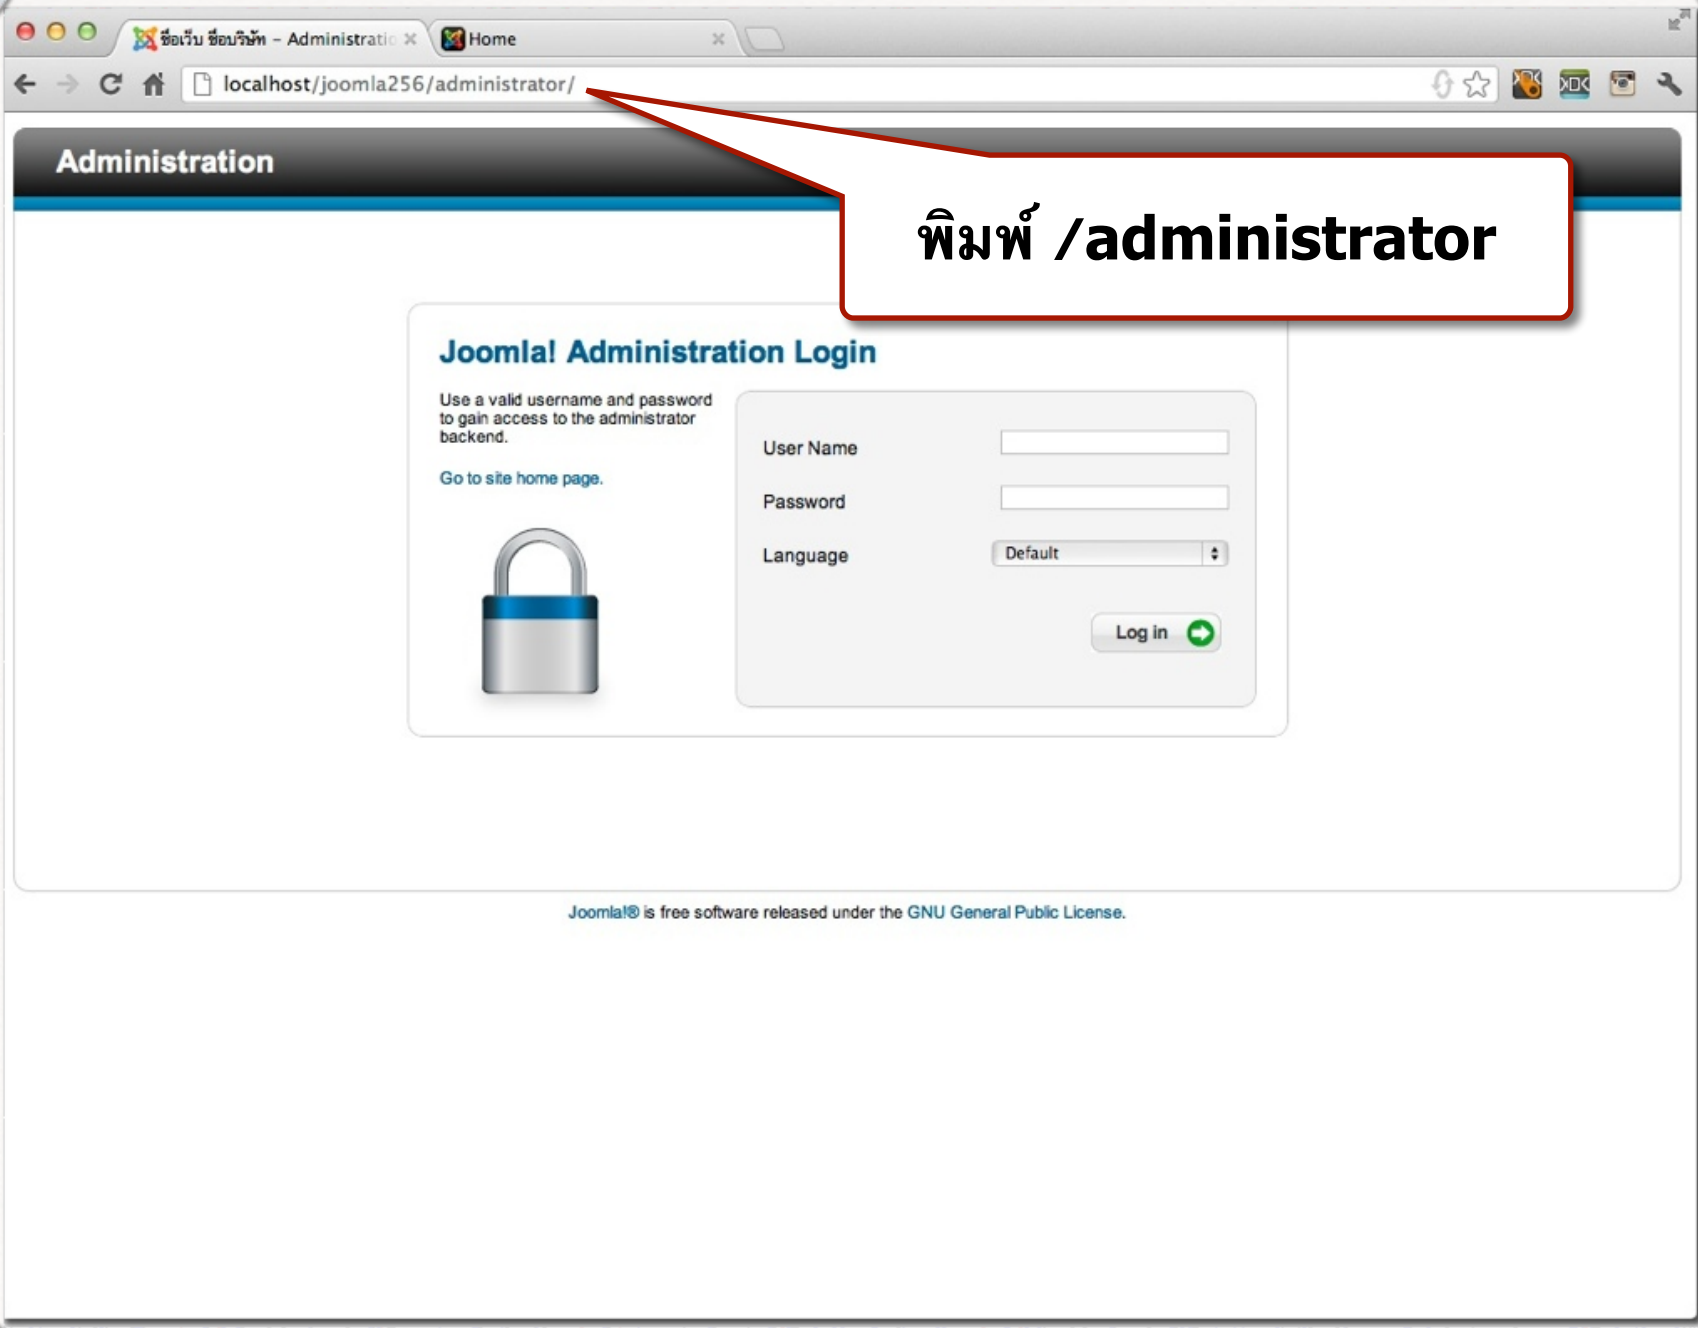 ชื่อเว็บ ชื่อบริษัท – Administratio
Home
localhost/joomla256/administrator/
Administration
พิมพ์ /administrator
Joomla! Administration Login
Use a valid username and password
to gain access to the administrator
backend.
Go to site home page.
User Name
Password
Language
Default
Log in
Joomla!® is free software released under the GNU General Public License.